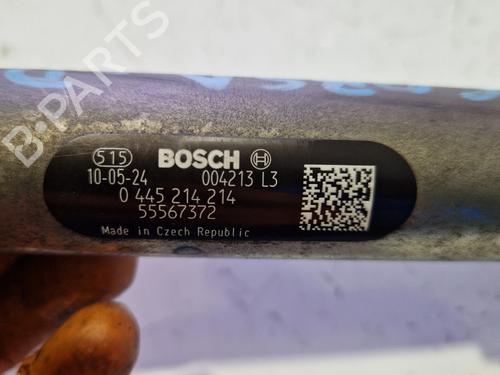 515
BOSCH
10-05-24 004213 L3
0 445 214 214
55567372
Made in Czech Republic
B-PARTS